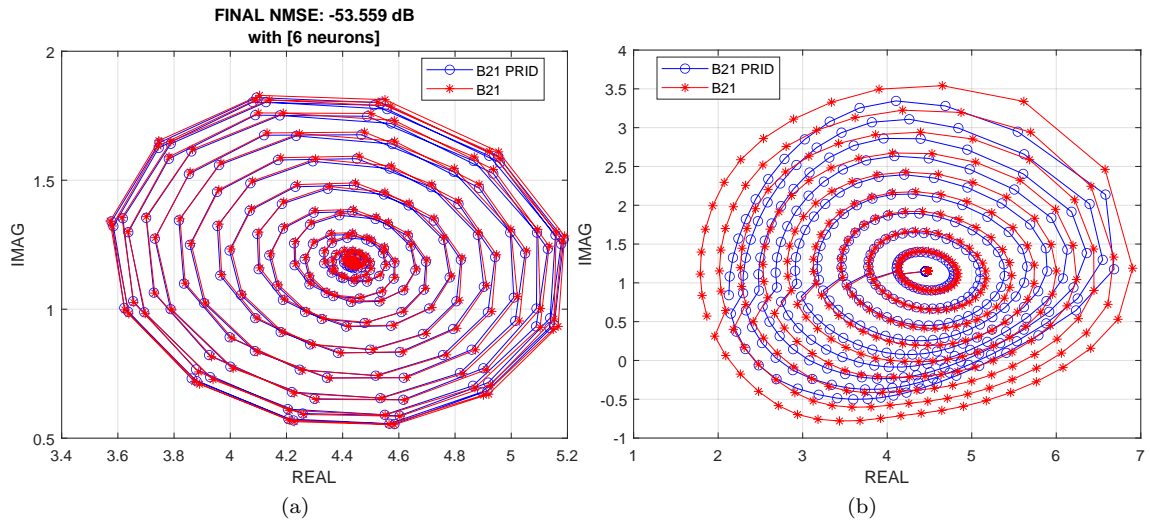 FINAL NMSE: -53.559 dB
with [6 neurons]
2
1.5
1
0.5
IMAG
B21 PRID
B21
3.4 3.6 3.8 4 4.2 4.4 4.6 4.8 5 5.2
REAL
(a)
4
3.5
3
2.5
2
1.5
1
0.5
0
-0.5
-1
IMAG
B21 PRID
B21
1 2 3 4 5 6 7
REAL
(b)